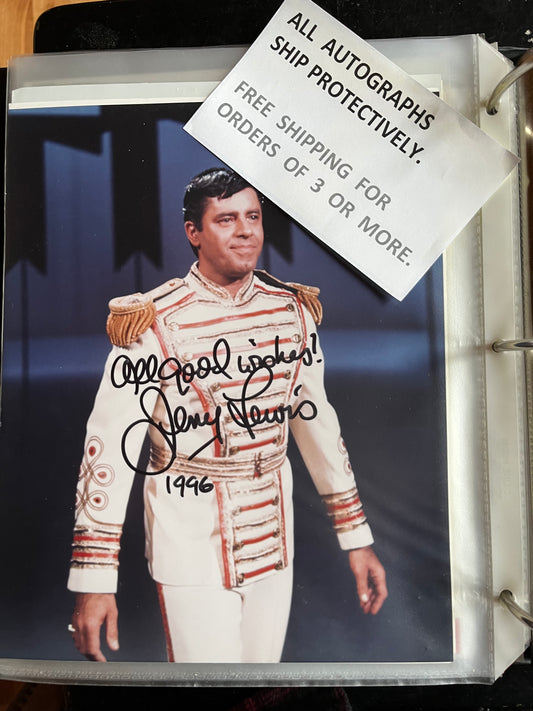 ALL AUTOGRAPHS
SHIP PROTECTIVELY.
FREE SHIPPING FOR
ORDERS OF 3 OR MORE.
All good wishes!
Jerry Lewis
1996